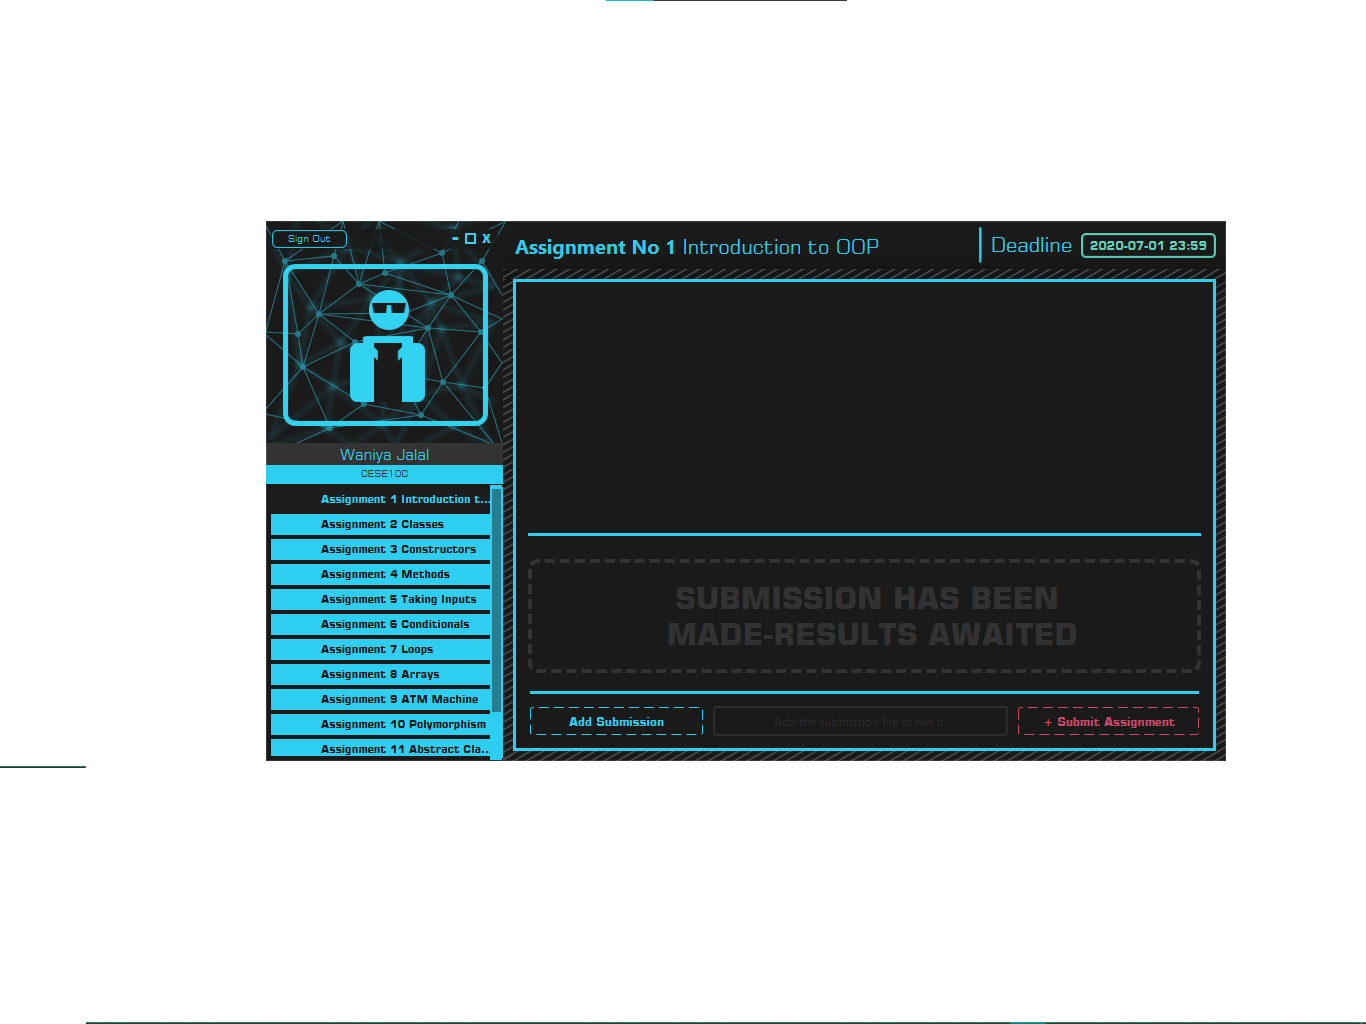 Sign Out
- X
Assignment No 1 Introduction to OOP
Deadline 2020-07-01 23:59
Waniya Jalal
CESE10C
Assignment 1 Introduction t...
Assignment 2 Classes
Assignment 3 Constructors
Assignment 4 Methods
Assignment 5 Taking Inputs
Assignment 6 Conditionals
Assignment 7 Loops
Assignment 8 Arrays
Assignment 9 ATM Machine
Assignment 10 Polymorphism
Assignment 11 Abstract Cla...
SUBMISSION HAS BEEN
MADE-RESULTS AWAITED
Add Submission
Add the submission file to run it.
+ Submit Assignment